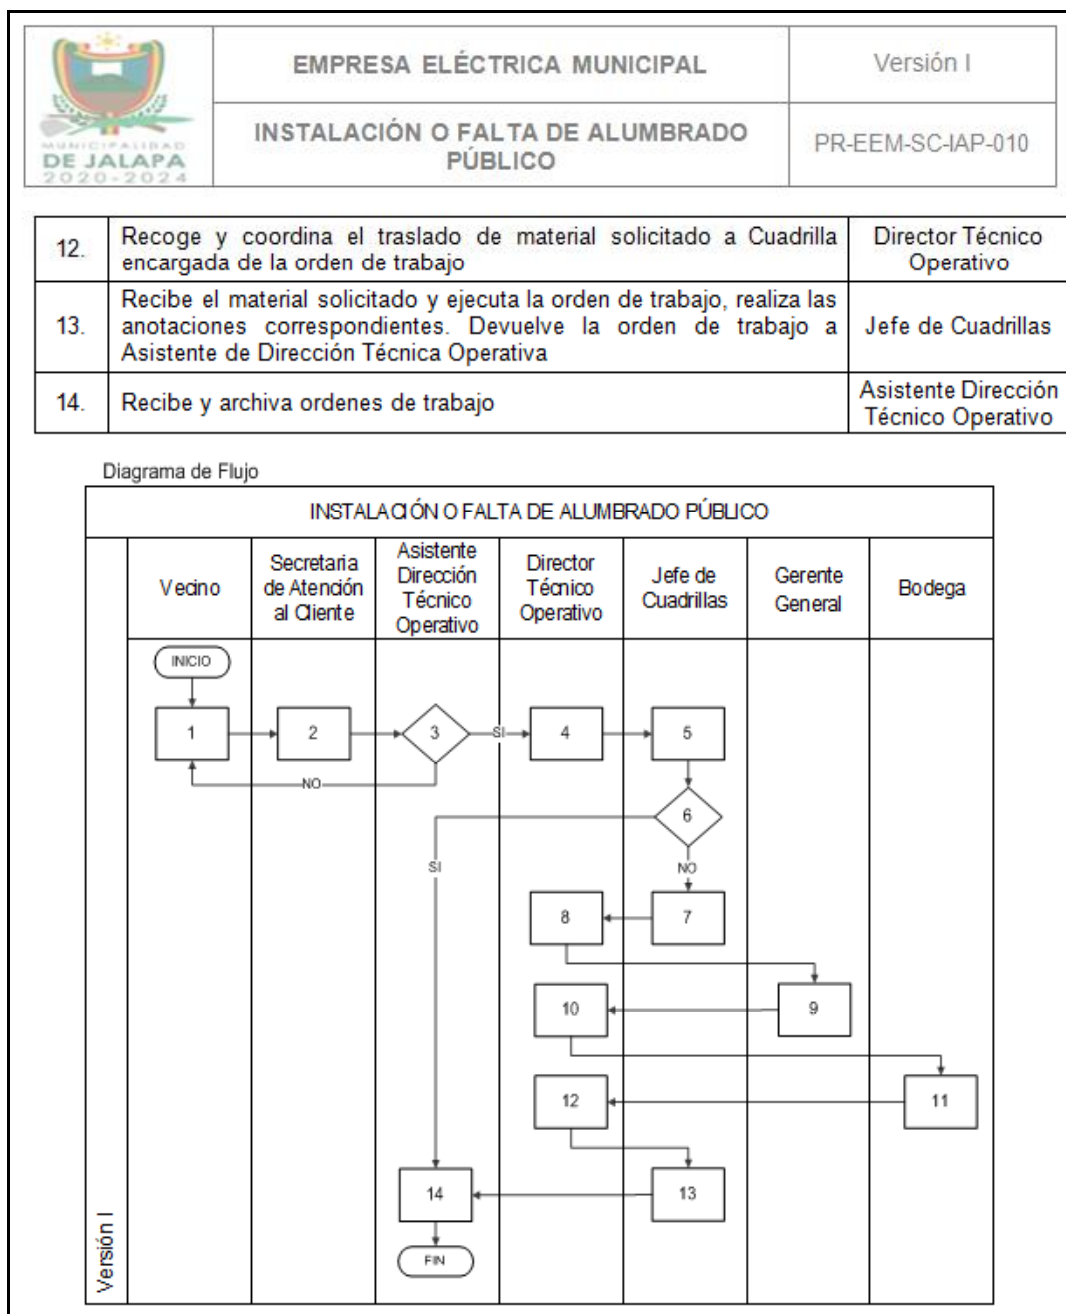 MUNICIPALIDAD
DE JALAPA
2020-2024
EMPRESA ELÉCTRICA MUNICIPAL
Versión I
INSTALACIÓN O FALTA DE ALUMBRADO
PÚBLICO
PR-EEM-SC-IAP-010
12.
Recoge y coordina el traslado de material solicitado a Cuadrilla
encargada de la orden de trabajo
Director Técnico
Operativo
13.
Recibe el material solicitado y ejecuta la orden de trabajo, realiza las
anotaciones correspondientes. Devuelve la orden de trabajo a
Asistente de Dirección Técnica Operativa
Jefe de Cuadrillas
14.
Recibe y archiva ordenes de trabajo
Asistente Dirección
Técnico Operativo
Diagrama de Flujo
INSTALACIÓN O FALTA DE ALUMBRADO PÚBLICO
Vecino
Secretaria
de Atención
al Cliente
Asistente
Dirección
Técnico
Operativo
Director
Técnico
Operativo
Jefe de
Cuadrillas
Gerente
General
Bodega
INICIO
1
2
3
SI
4
5
NO
6
SI
NO
8
7
10
9
12
11
14
13
FIN
Versión I